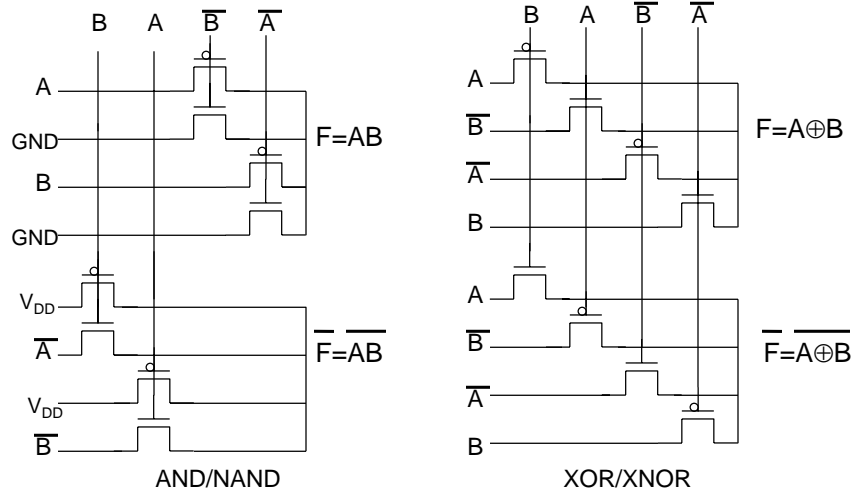 B A B̅ A̅
A
GND
B
GND
F=AB
V_DD
A̅
V_DD
B̅
F̅=A̅B̅
AND/NAND
B A B̅ A̅
A
B̅
A̅
B
F=A⊕B
A
B̅
A̅
B
F̅=A̅⊕̅B̅
XOR/XNOR